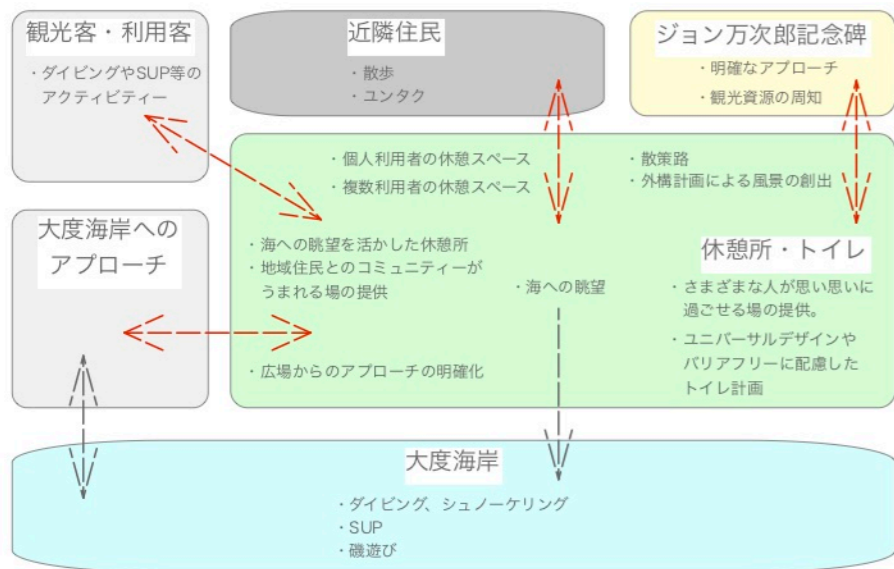 観光客・利用客
・ダイビングやSUP等の
アクティビティー
近隣住民
・散歩
・ユンタク
ジョン万次郎記念碑
・明確なアプローチ
・観光資源の周知
・個人利用者の休憩スペース
・複数利用者の休憩スペース
・散策路
・外構計画による風景の創出
大度海岸への
アプローチ
・海への眺望を活かした休憩所
・地域住民とのコミュニティーが
うまれる場の提供
・海への眺望
休憩所・トイレ
・さまざまな人が思い思いに
過ごせる場の提供。
・ユニバーサルデザインや
バリアフリーに配慮した
トイレ計画
・広場からのアプローチの明確化
大度海岸
・ダイビング、シュノーケリング
・SUP
・磯遊び